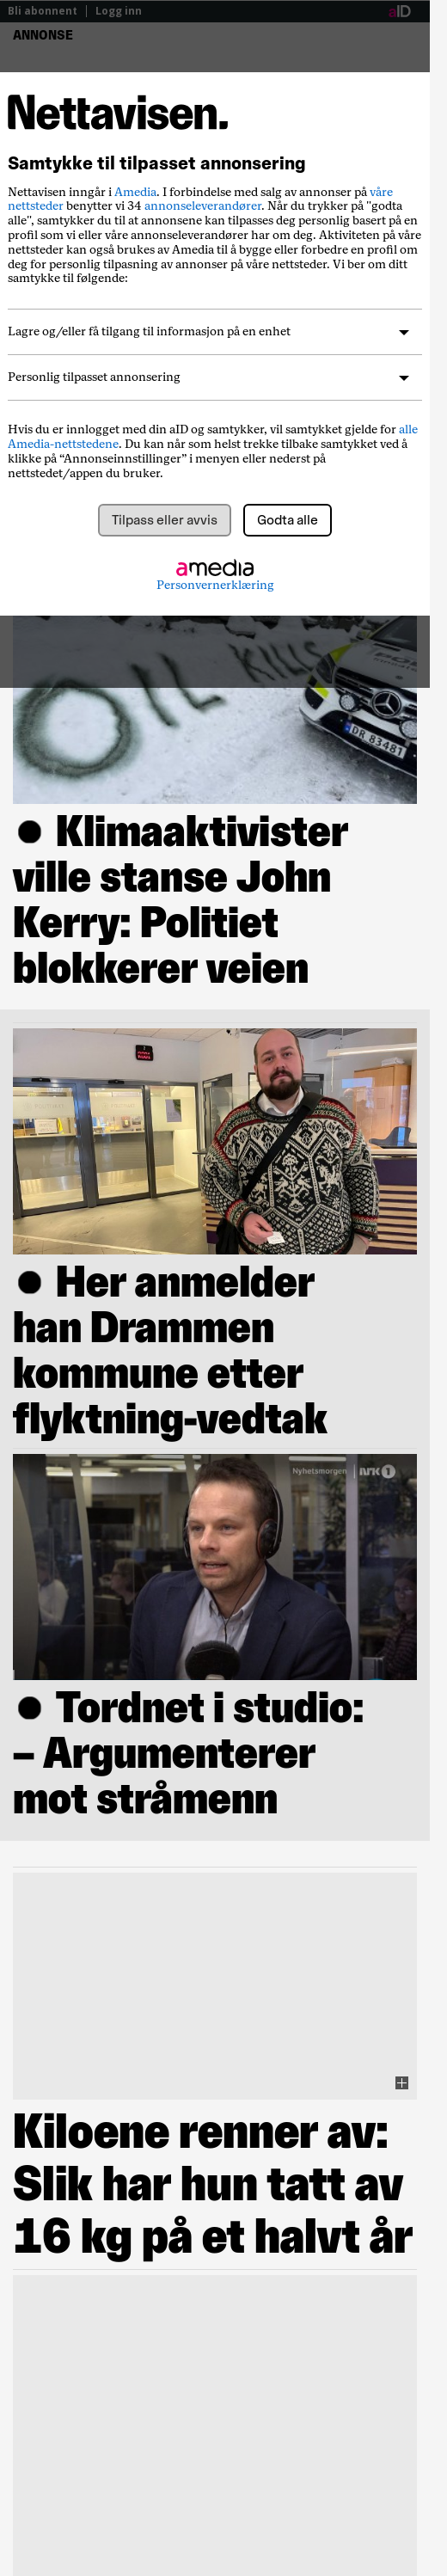 Bli abonnent | Logg inn
aID
ANNONSE
Nettavisen.
Samtykke til tilpasset annonsering
Nettavisen inngår i Amedia. I forbindelse med salg av annonser på våre
nettsteder benytter vi 34 annonseleverandører. Når du trykker på "godta
alle", samtykker du til at annonsene kan tilpasses deg personlig basert på en
profil som vi eller våre annonseleverandører har om deg. Aktiviteten på våre
nettsteder kan også brukes av Amedia til å bygge eller forbedre en profil om
deg for personlig tilpasning av annonser på våre nettsteder. Vi ber om ditt
samtykke til følgende:
Lagre og/eller få tilgang til informasjon på en enhet
Personlig tilpasset annonsering
Hvis du er innlogget med din aID og samtykker, vil samtykket gjelde for alle
Amedia-nettstedene. Du kan når som helst trekke tilbake samtykket ved å
klikke på “Annonseinnstillinger” i menyen eller nederst på
nettstedet/appen du bruker.
Tilpass eller avvis
Godta alle
amedia
Personvernerklæring
DR 83481
Klimaaktivister
ville stanse John
Kerry: Politiet
blokkerer veien
Her anmelder
han Drammen
kommune etter
flyktning-vedtak
Nyhetsmorgen | NRK 1
Tordnet i studio:
– Argumenterer
mot stråmenn
Kiloene renner av:
Slik har hun tatt av
16 kg på et halvt år